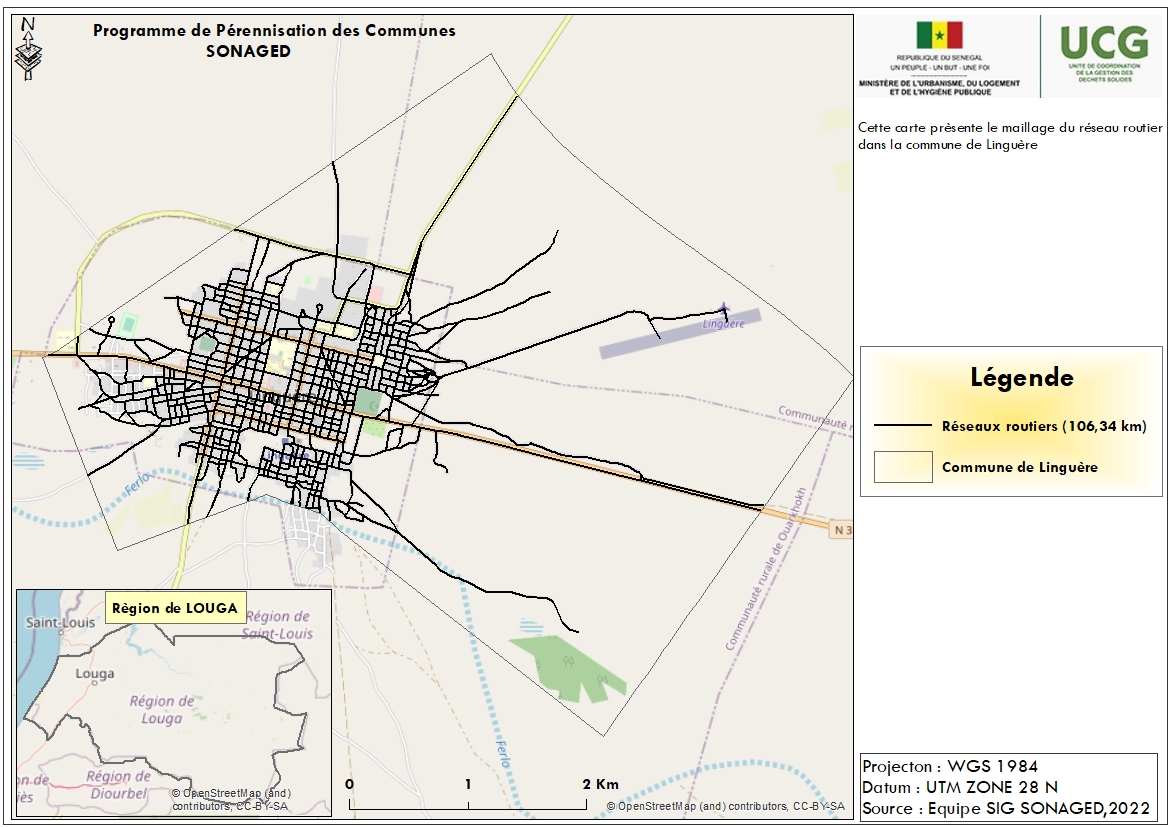 N
Programme de Pérennisation des Communes
SONAGED
REPUBLIQUE DU SENEGAL
UN PEUPLE - UN BUT - UNE FOI
MINISTÈRE DE L'URBANISME, DU LOGEMENT
ET DE L'HYGIÈNE PUBLIQUE
UCG
UNITE DE COORDINATION
DE LA GESTION DES
DECHETS SOLIDES
Cette carte prèsente le maillage du réseau routier
dans la commune de Linguère
Linguère
Communauté r
Ferlo
N 3
Communauté rurale de Ouarkhokh
Ferlo
Légende
Réseaux routiers (106,34 km)
Commune de Linguère
Règion de LOUGA
Saint-Louis
Région de
Saint-Louis
Louga
Région de
Louga
Région de
Diourbel
on de
iès
© OpenStreetMap (and)
contributors, CC-BY-SA
0 1 2 Km
© OpenStreetMap (and) contributors, CC-BY-SA
Projecton : WGS 1984
Datum : UTM ZONE 28 N
Source : Equipe SIG SONAGED,2022